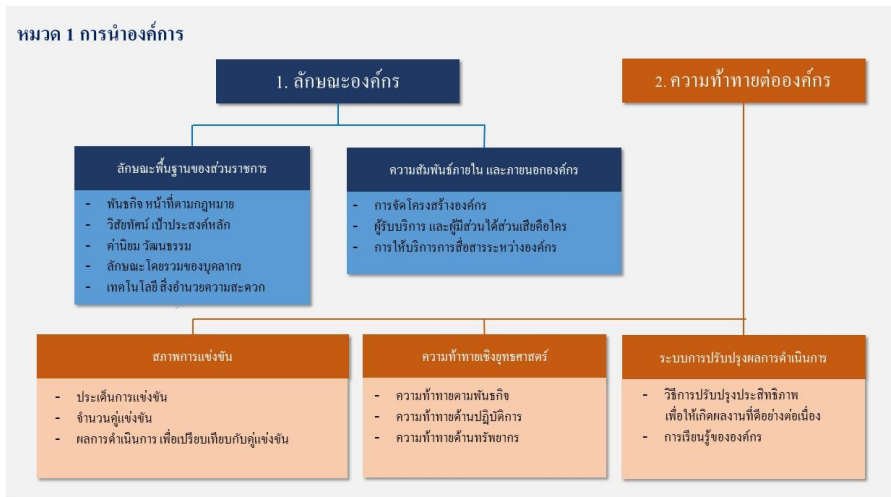 หมวด 1 การนำองค์การ
1. ลักษณะองค์กร
2. ความท้าทายต่อองค์กร
ลักษณะพื้นฐานของส่วนราชการ
- พันธกิจ หน้าที่ตามกฎหมาย
- วิสัยทัศน์ เป้าประสงค์หลัก
- ค่านิยม วัฒนธรรม
- ลักษณะโดยรวมของบุคลากร
- เทคโนโลยี สิ่งอำนวยความสะดวก
ความสัมพันธ์ภายใน และภายนอกองค์กร
- การจัดโครงสร้างองค์กร
- ผู้รับบริการ และผู้มีส่วนได้ส่วนเสียคือใคร
- การให้บริการการสื่อสารระหว่างองค์กร
สภาพการแข่งขัน
- ประเด็นการแข่งขัน
- จำนวนคู่แข่งขัน
- ผลการดำเนินการ เพื่อเปรียบเทียบกับคู่แข่งขัน
ความท้าทายเชิงยุทธศาสตร์
- ความท้าทายตามพันธกิจ
- ความท้าทายด้านปฏิบัติการ
- ความท้าทายด้านทรัพยากร
ระบบการปรับปรุงผลการดำเนินการ
- วิธีการปรับปรุงประสิทธิภาพ
เพื่อให้เกิดผลงานที่ดีอย่างต่อเนื่อง
- การเรียนรู้ขององค์กร